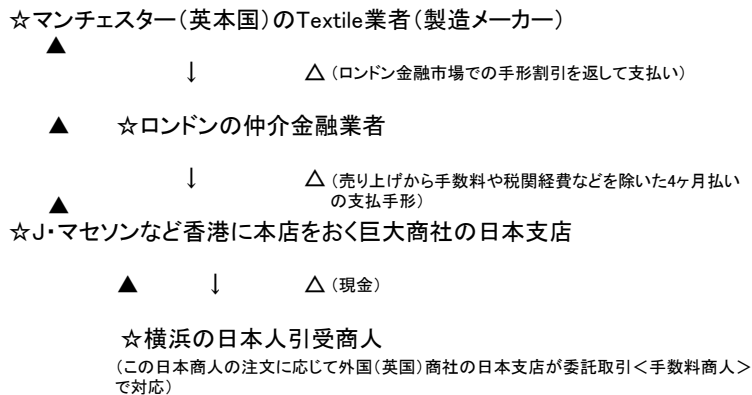 ☆マンチェスター（英本国）のTextile業者（製造メーカー）
▲
↓ △（ロンドン金融市場での手形割引を返して支払い）
▲ ☆ロンドンの仲介金融業者
↓ △（売り上げから手数料や税関経費などを除いた4ヶ月払い
の支払手形）
▲
☆J・マセソンなど香港に本店をおく巨大商社の日本支店
▲ ↓ △（現金）
☆横浜の日本人引受商人
（この日本商人の注文に応じて外国（英国）商社の日本支店が委託取引＜手数料商人＞
で対応）